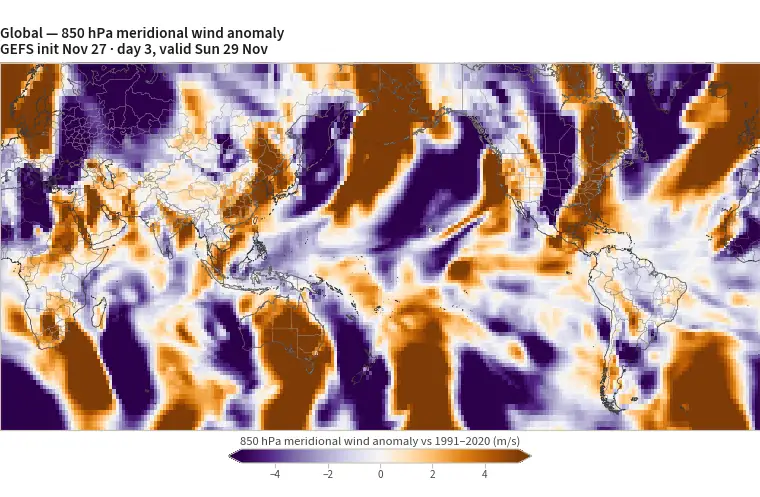 Global — 850 hPa meridional wind anomaly
GEFS init Nov 27 · day 3, valid Sun 29 Nov
850 hPa meridional wind anomaly vs 1991–2020 (m/s)
−4 −2 0 2 4